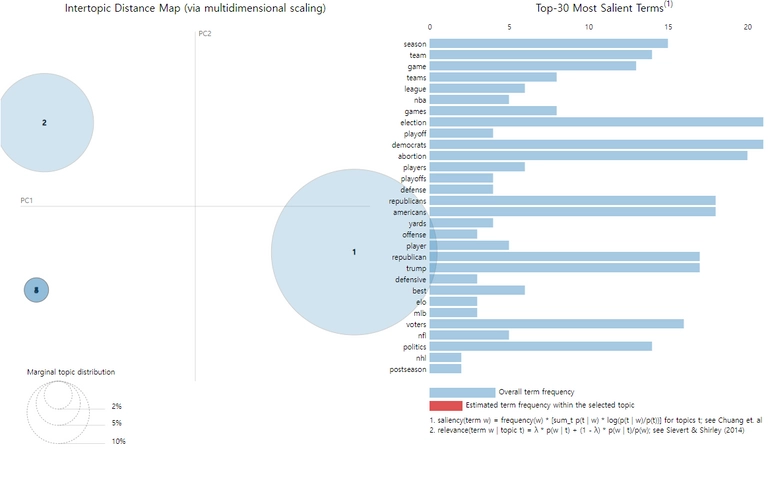 Intertopic Distance Map (via multidimensional scaling)
PC2
PC1
2
1
Marginal topic distribution
2%
5%
10%
Top-30 Most Salient Terms(1)
0 5 10 15 20
season
team
game
teams
league
nba
games
election
playoff
democrats
abortion
players
playoffs
defense
republicans
americans
yards
offense
player
republican
trump
defensive
best
elo
mlb
voters
nfl
politics
nhl
postseason
Overall term frequency
Estimated term frequency within the selected topic
1. saliency(term w) = frequency(w) * [sum_t p(t | w) * log(p(t | w)/p(t))] for topics t; see Chuang et. al
2. relevance(term w | topic t) = λ * p(w | t) + (1 - λ) * p(w | t)/p(w); see Sievert & Shirley (2014)